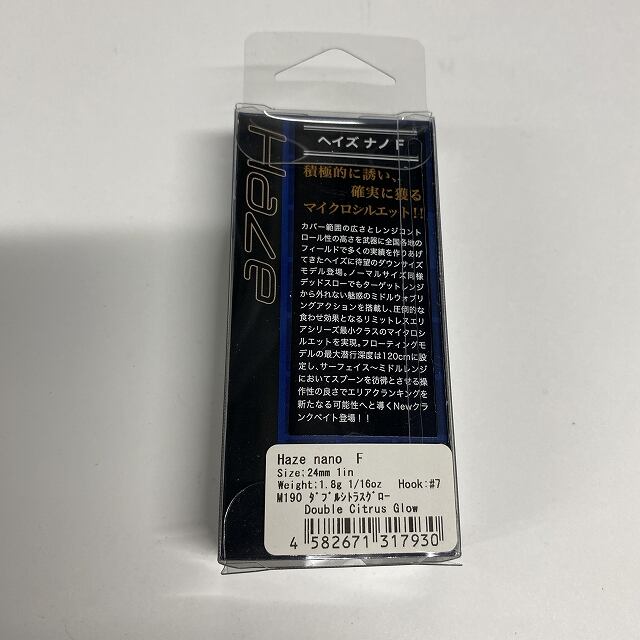 Haze
ヘイズ ナノ F
積極的に誘い、
確実に獲る
マイクロシルエット!!
カバー範囲の広さとレンジコント
ロール性の高さを武器に全国各地の
フィールドで多くの実績を作りあげ
てきたヘイズに待望のダウンサイズ
モデル登場。ノーマルサイズ同様
デッドスローでもターゲットレンジ
から外れない魅惑のミドルウォブリ
ングアクションを搭載し、圧倒的な
食わせ効果となるリミットレスエリ
アシリーズ最小クラスのマイクロシ
ルエットを実現。フローティングモ
デルの最大潜行深度は120cmに設
定し、サーフェイス〜ミドルレンジ
においてスプーンを彷彿とさせる操
作性の良さでエリアクランキングを
新たなる可能性へと導くNewクラ
ンクベイト登場!!
Haze nano F
Size:24mm 1in
Weight:1.8g 1/16oz Hook:#7
M190 ﾀﾞﾌﾞﾙｼﾄﾗｽｸﾞﾛｰ
Double Citrus Glow
4 582671 317930